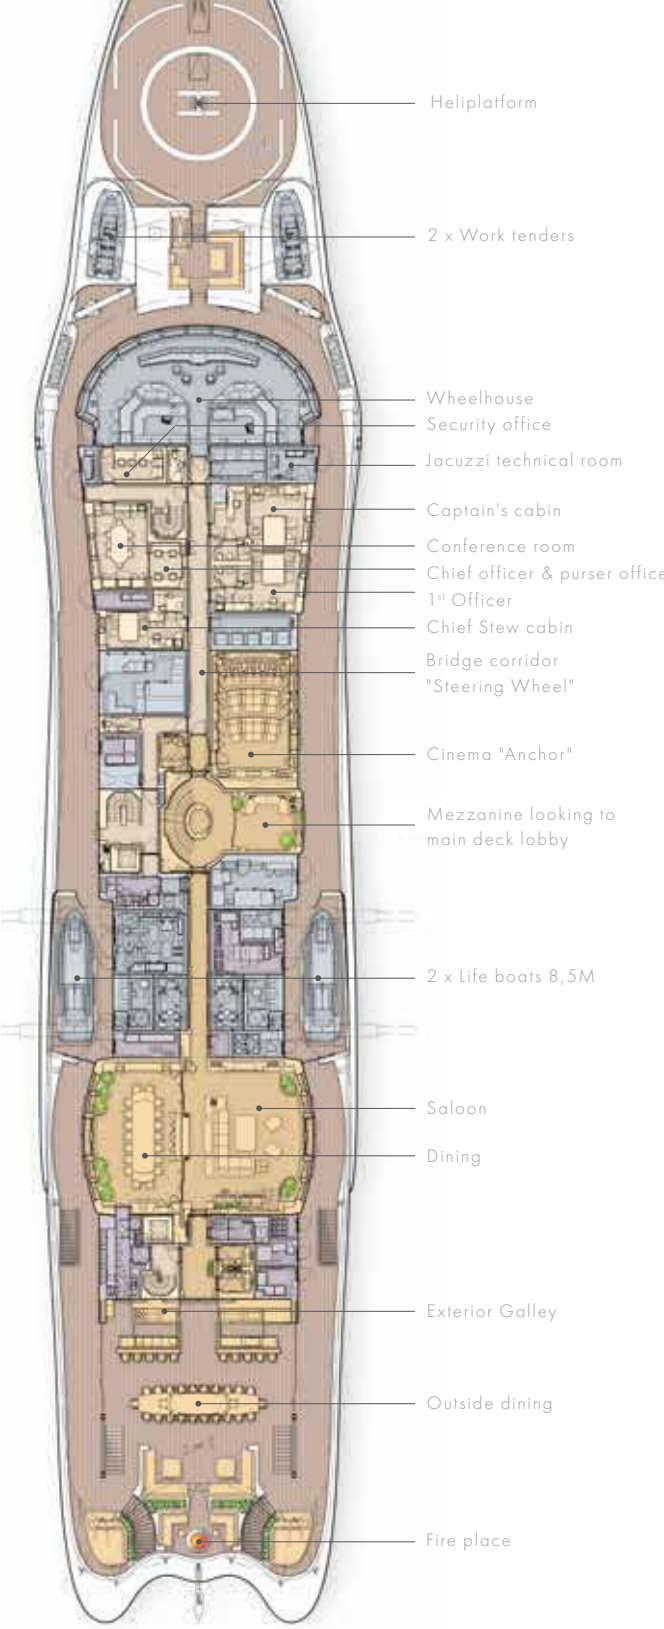 Heliplatform
2 x Work tenders
Wheelhouse
Security office
Jacuzzi technical room
Captain's cabin
Conference room
Chief officer & purser office
1st Officer
Chief Stew cabin
Bridge corridor
"Steering Wheel"
Cinema "Anchor"
Mezzanine looking to
main deck lobby
2 x Life boats 8,5M
Saloon
Dining
Exterior Galley
Outside dining
Fire place